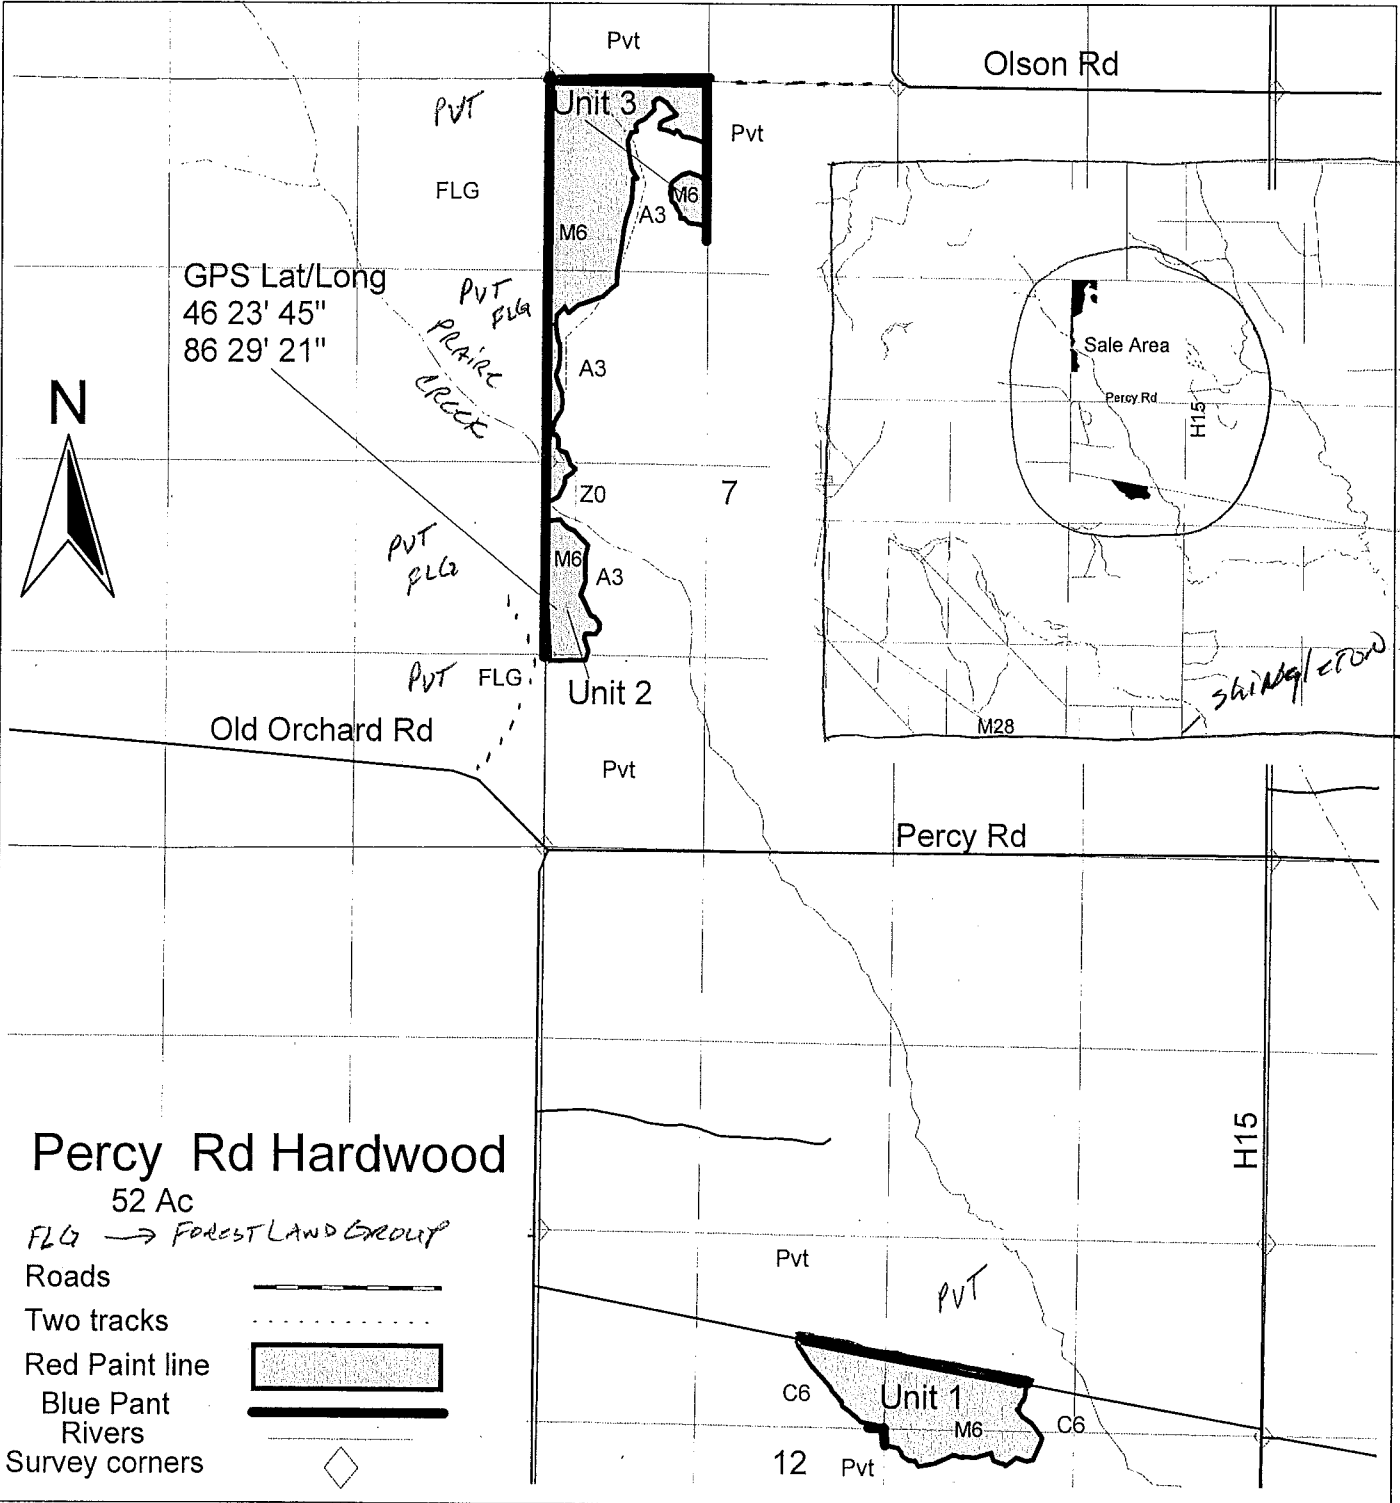 Pvt
Olson Rd
PVT
Unit 3
Pvt
FLG
M6
A3
M6
GPS Lat/Long
46 23' 45"
86 29' 21"
PVT
FLG
PRAIRE
CREEK
N
A3
Z0
7
PVT
FLG
M6
A3
PVT FLG
Unit 2
Old Orchard Rd
Pvt
Sale Area
Percy Rd
H15
M28
SHINGLETON
Percy Rd
H15
Percy Rd Hardwood
52 Ac
FLG → FOREST LAND GROUP
Roads
Two tracks
Red Paint line
Blue Pant
Rivers
Survey corners
Pvt
PVT
C6
Unit 1
M6
C6
12
Pvt